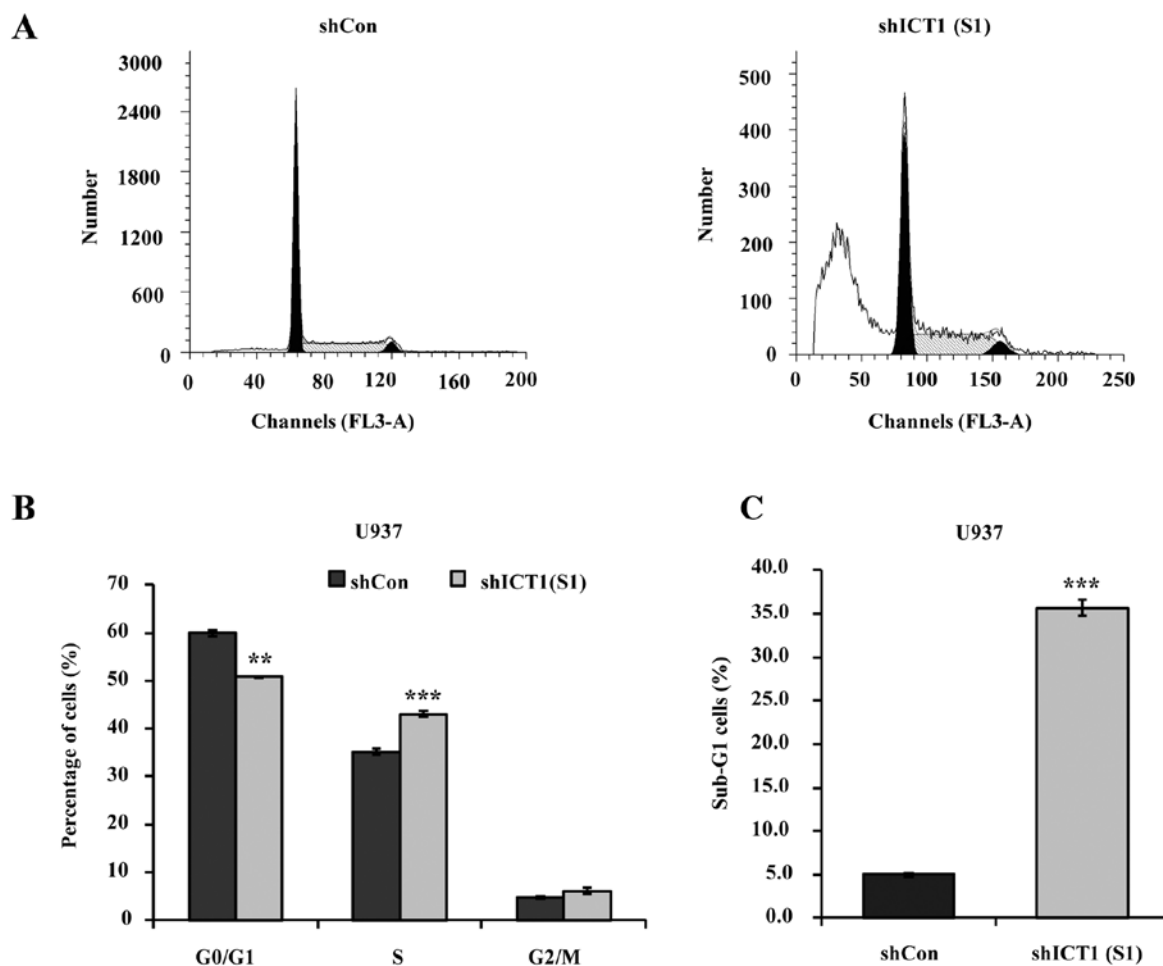 A
shCon
3000
2400
1800
1200
600
0
Number
0 40 80 120 160 200
Channels (FL3-A)
shICT1 (S1)
500
400
300
200
100
0
Number
0 50 100 150 200 250
Channels (FL3-A)
B
U937
shCon shICT1(S1)
70
60
50
40
30
20
10
0
Percentage of cells (%)
**
***
G0/G1 S G2/M
C
U937
40.0
35.0
30.0
25.0
20.0
15.0
10.0
5.0
0.0
Sub-G1 cells (%)
***
shCon shICT1 (S1)